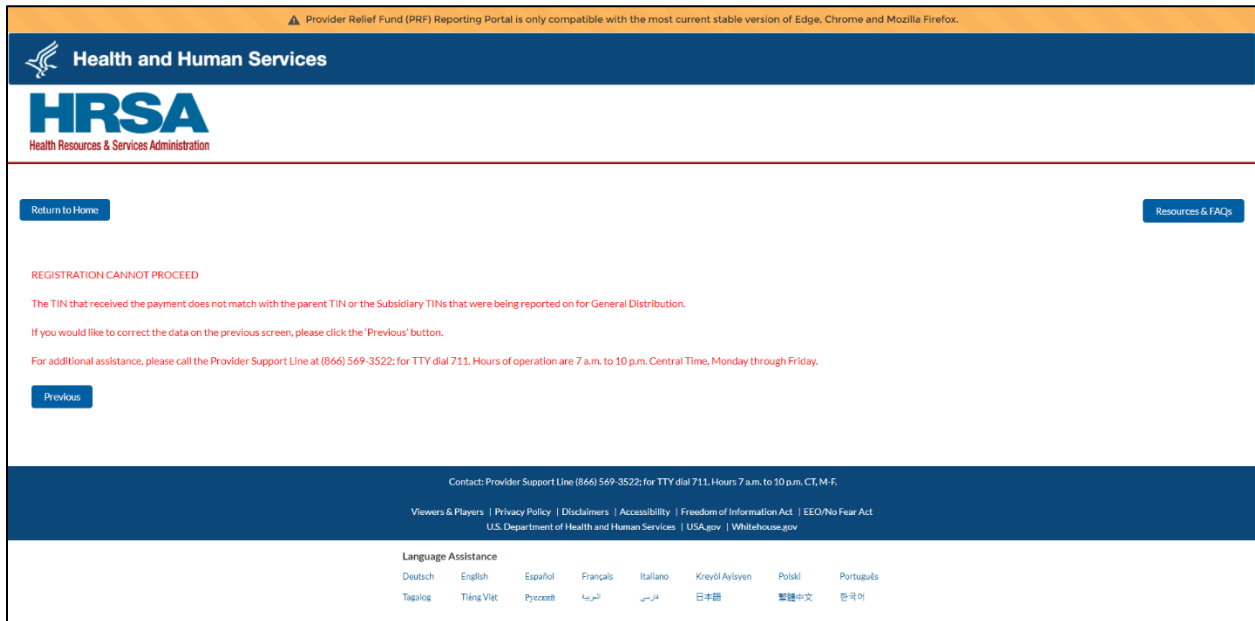 Provider Relief Fund (PRF) Reporting Portal is only compatible with the most current stable version of Edge, Chrome and Mozilla Firefox.
Health and Human Services
HRSA
Health Resources & Services Administration
Return to Home
Resources & FAQs
REGISTRATION CANNOT PROCEED
The TIN that received the payment does not match with the parent TIN or the Subsidiary TINs that were being reported on for General Distribution.
If you would like to correct the data on the previous screen, please click the 'Previous' button.
For additional assistance, please call the Provider Support Line at (866) 569-3522; for TTY dial 711. Hours of operation are 7 a.m. to 10 p.m. Central Time, Monday through Friday.
Previous
Contact: Provider Support Line (866) 569-3522; for TTY dial 711. Hours 7 a.m. to 10 p.m. CT, M-F.
Viewers & Players | Privacy Policy | Disclaimers | Accessibility | Freedom of Information Act | EEO/No Fear Act
U.S. Department of Health and Human Services | USA.gov | Whitehouse.gov
Language Assistance
Deutsch English Español Français Italiano Kreyòl Ayisyen Polski Português
Tagalog Tiếng Việt Русский العربية فارسی 日本語 繁體中文 한국어